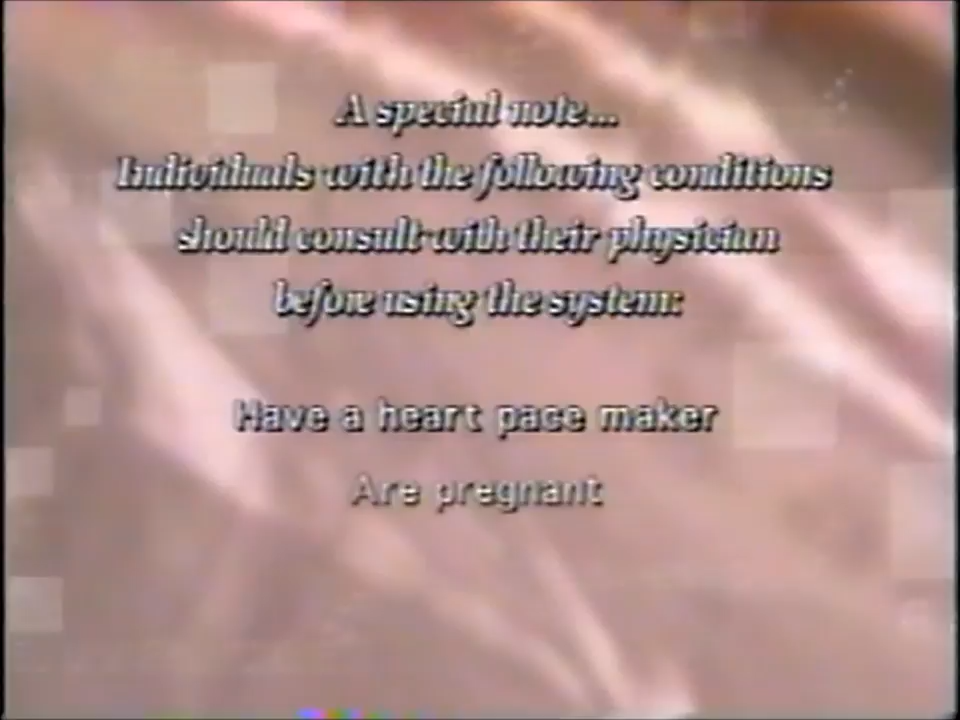 A special note...
Individuals with the following conditions
should consult with their physician
before using the system:
Have a heart pace maker
Are pregnant